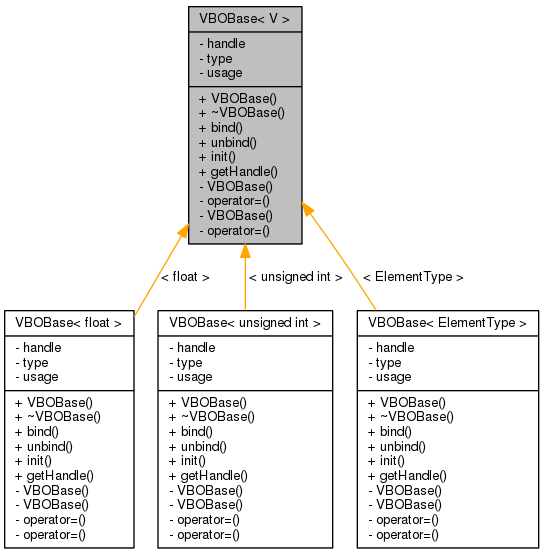 VBOBase< V >
- handle
- type
- usage
+ VBOBase()
+ ~VBOBase()
+ bind()
+ unbind()
+ init()
+ getHandle()
- VBOBase()
- operator=()
- VBOBase()
- operator=()
< float >
< unsigned int >
< ElementType >
VBOBase< float >
- handle
- type
- usage
+ VBOBase()
+ ~VBOBase()
+ bind()
+ unbind()
+ init()
+ getHandle()
- VBOBase()
- VBOBase()
- operator=()
- operator=()
VBOBase< unsigned int >
- handle
- type
- usage
+ VBOBase()
+ ~VBOBase()
+ bind()
+ unbind()
+ init()
+ getHandle()
- VBOBase()
- VBOBase()
- operator=()
- operator=()
VBOBase< ElementType >
- handle
- type
- usage
+ VBOBase()
+ ~VBOBase()
+ bind()
+ unbind()
+ init()
+ getHandle()
- VBOBase()
- VBOBase()
- operator=()
- operator=()